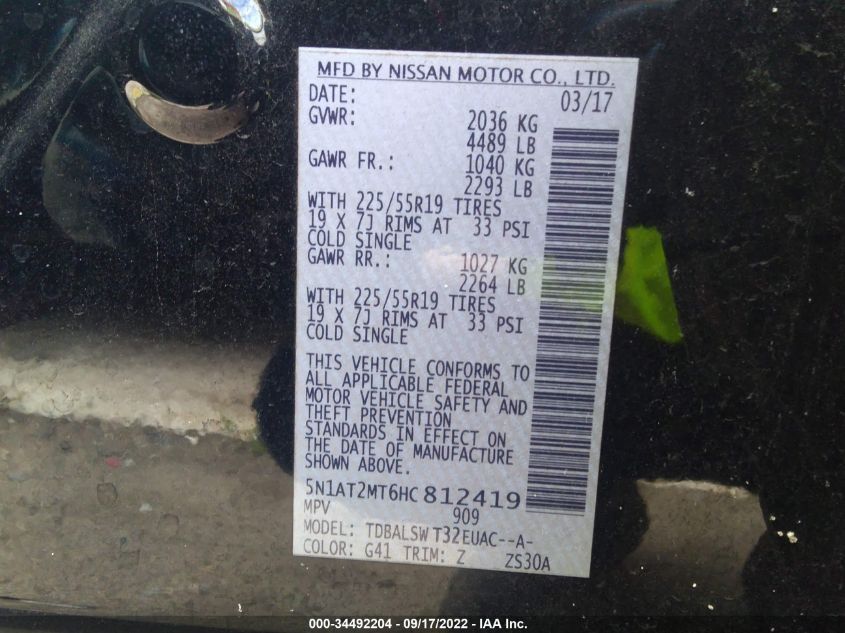 MFD BY NISSAN MOTOR CO., LTD.
DATE: 03/17
GVWR: 2036 KG
4489 LB
GAWR FR.: 1040 KG
2293 LB
WITH 225/55R19 TIRES
19 X 7J RIMS AT 33 PSI
COLD SINGLE
GAWR RR.: 1027 KG
2264 LB
WITH 225/55R19 TIRES
19 X 7J RIMS AT 33 PSI
COLD SINGLE
THIS VEHICLE CONFORMS TO
ALL APPLICABLE FEDERAL
MOTOR VEHICLE SAFETY AND
THEFT PREVENTION
STANDARDS IN EFFECT ON
THE DATE OF MANUFACTURE
SHOWN ABOVE.
5N1AT2MT6HC812419
MPV 909
MODEL: TDBALSW T32EUAC--A-
COLOR: G41 TRIM: Z ZS30A
000-34492204 - 09/17/2022 - IAA Inc.